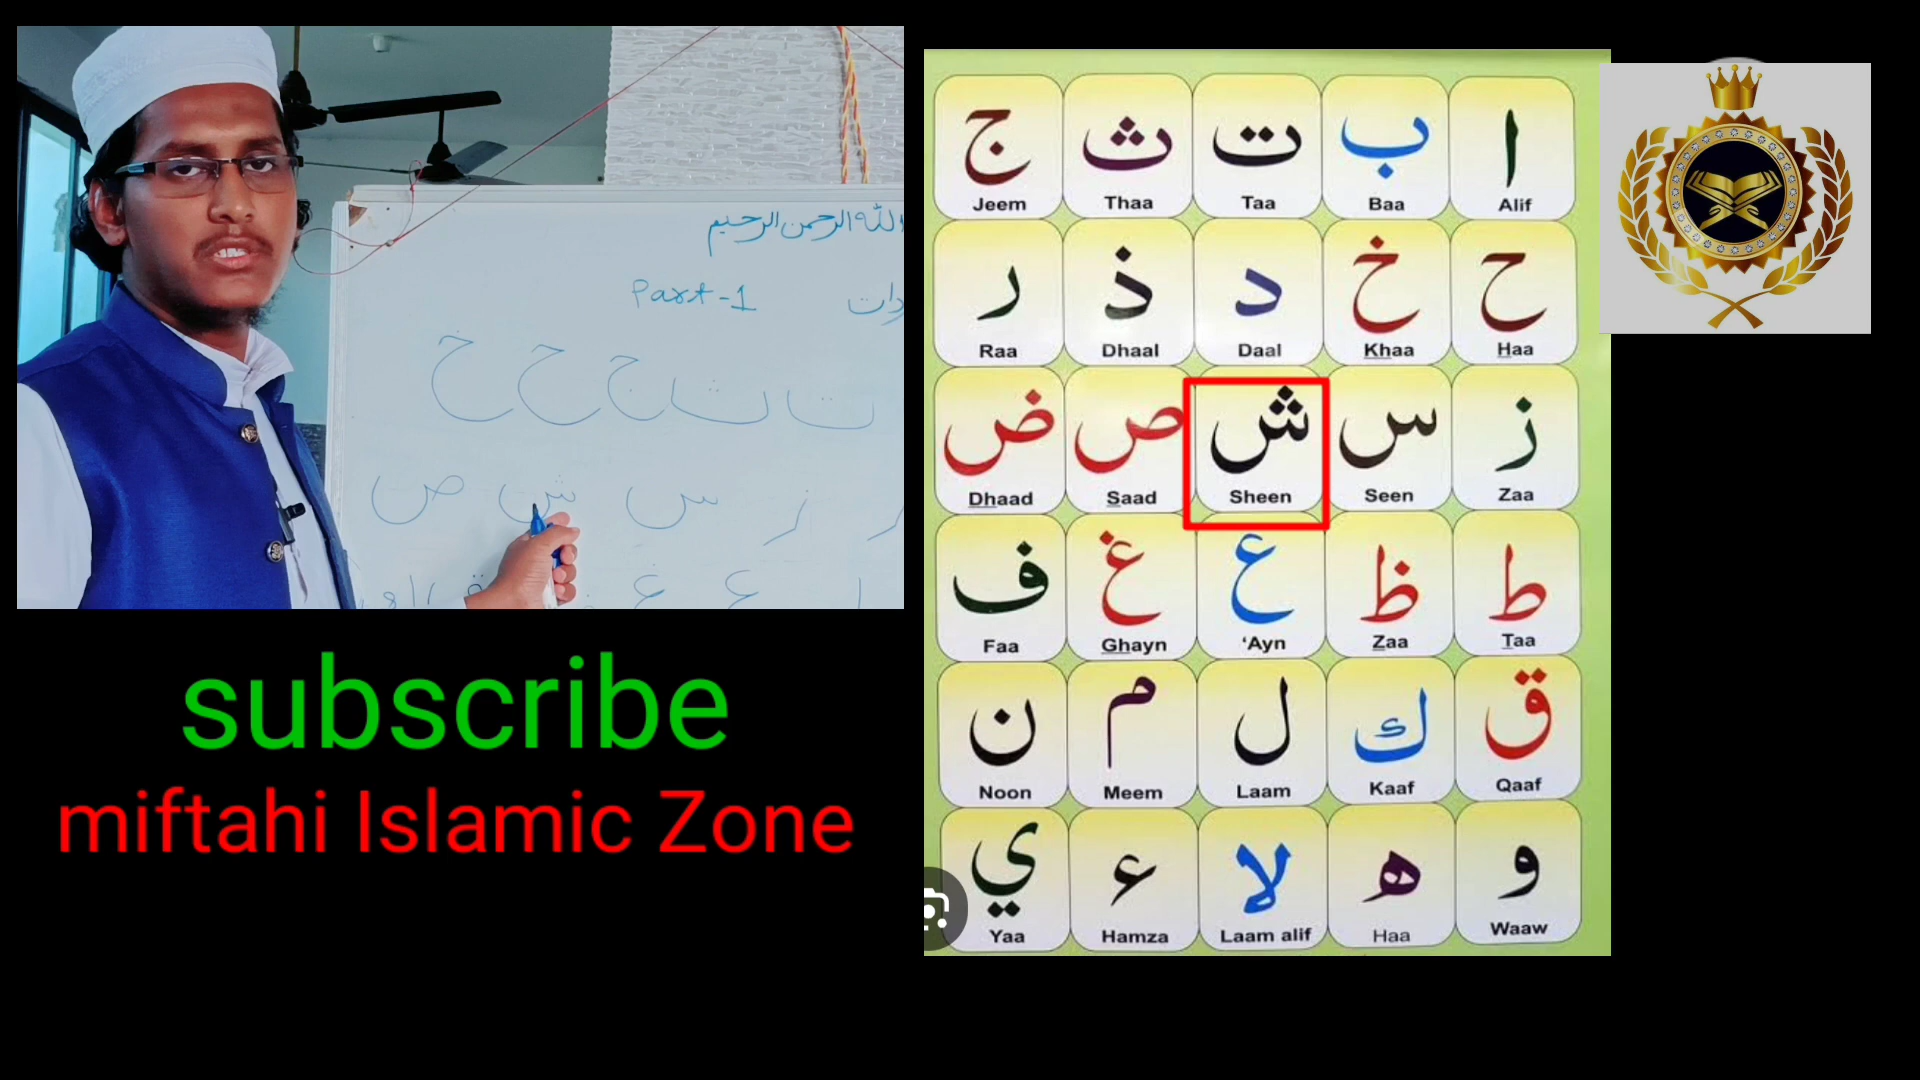 الله الرحمن الرحيم
Part-1
ت ث ج ح خ
ز س ش ص
subscribe
miftahi Islamic Zone
ا ب ت ث ج
Alif Baa Taa Thaa Jeem
ح خ د ذ ر
Haa Khaa Daal Dhaal Raa
ز س ش ص ض
Zaa Seen Sheen Saad Dhaad
ط ظ ع غ ف
Taa Zaa ‘Ayn Ghayn Faa
ق ك ل م ن
Qaaf Kaaf Laam Meem Noon
و ه لا ء ي
Waaw Haa Laam alif Hamza Yaa